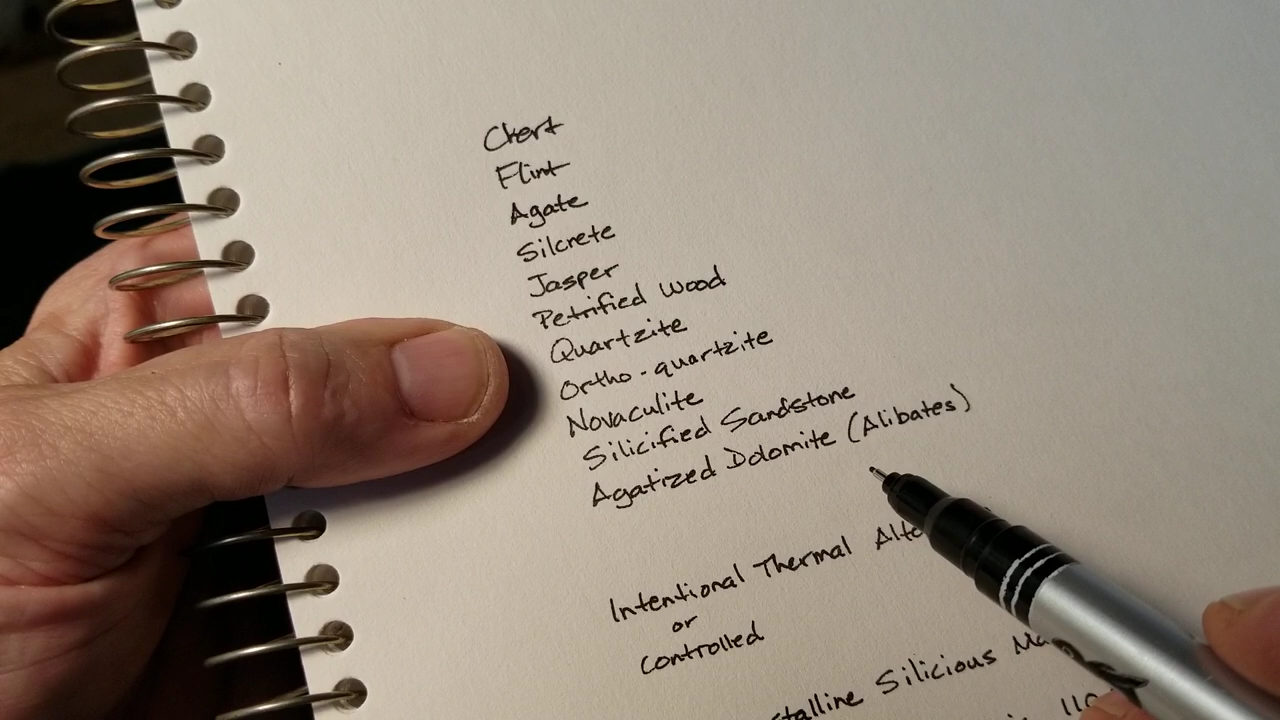 Chert
Flint
Agate
Silcrete
Jasper
Petrified Wood
Quartzite
Ortho-quartzite
Novaculite
Silicified Sandstone
Agatized Dolomite (Alibates)
Intentional Thermal
or
Controlled
Silicious